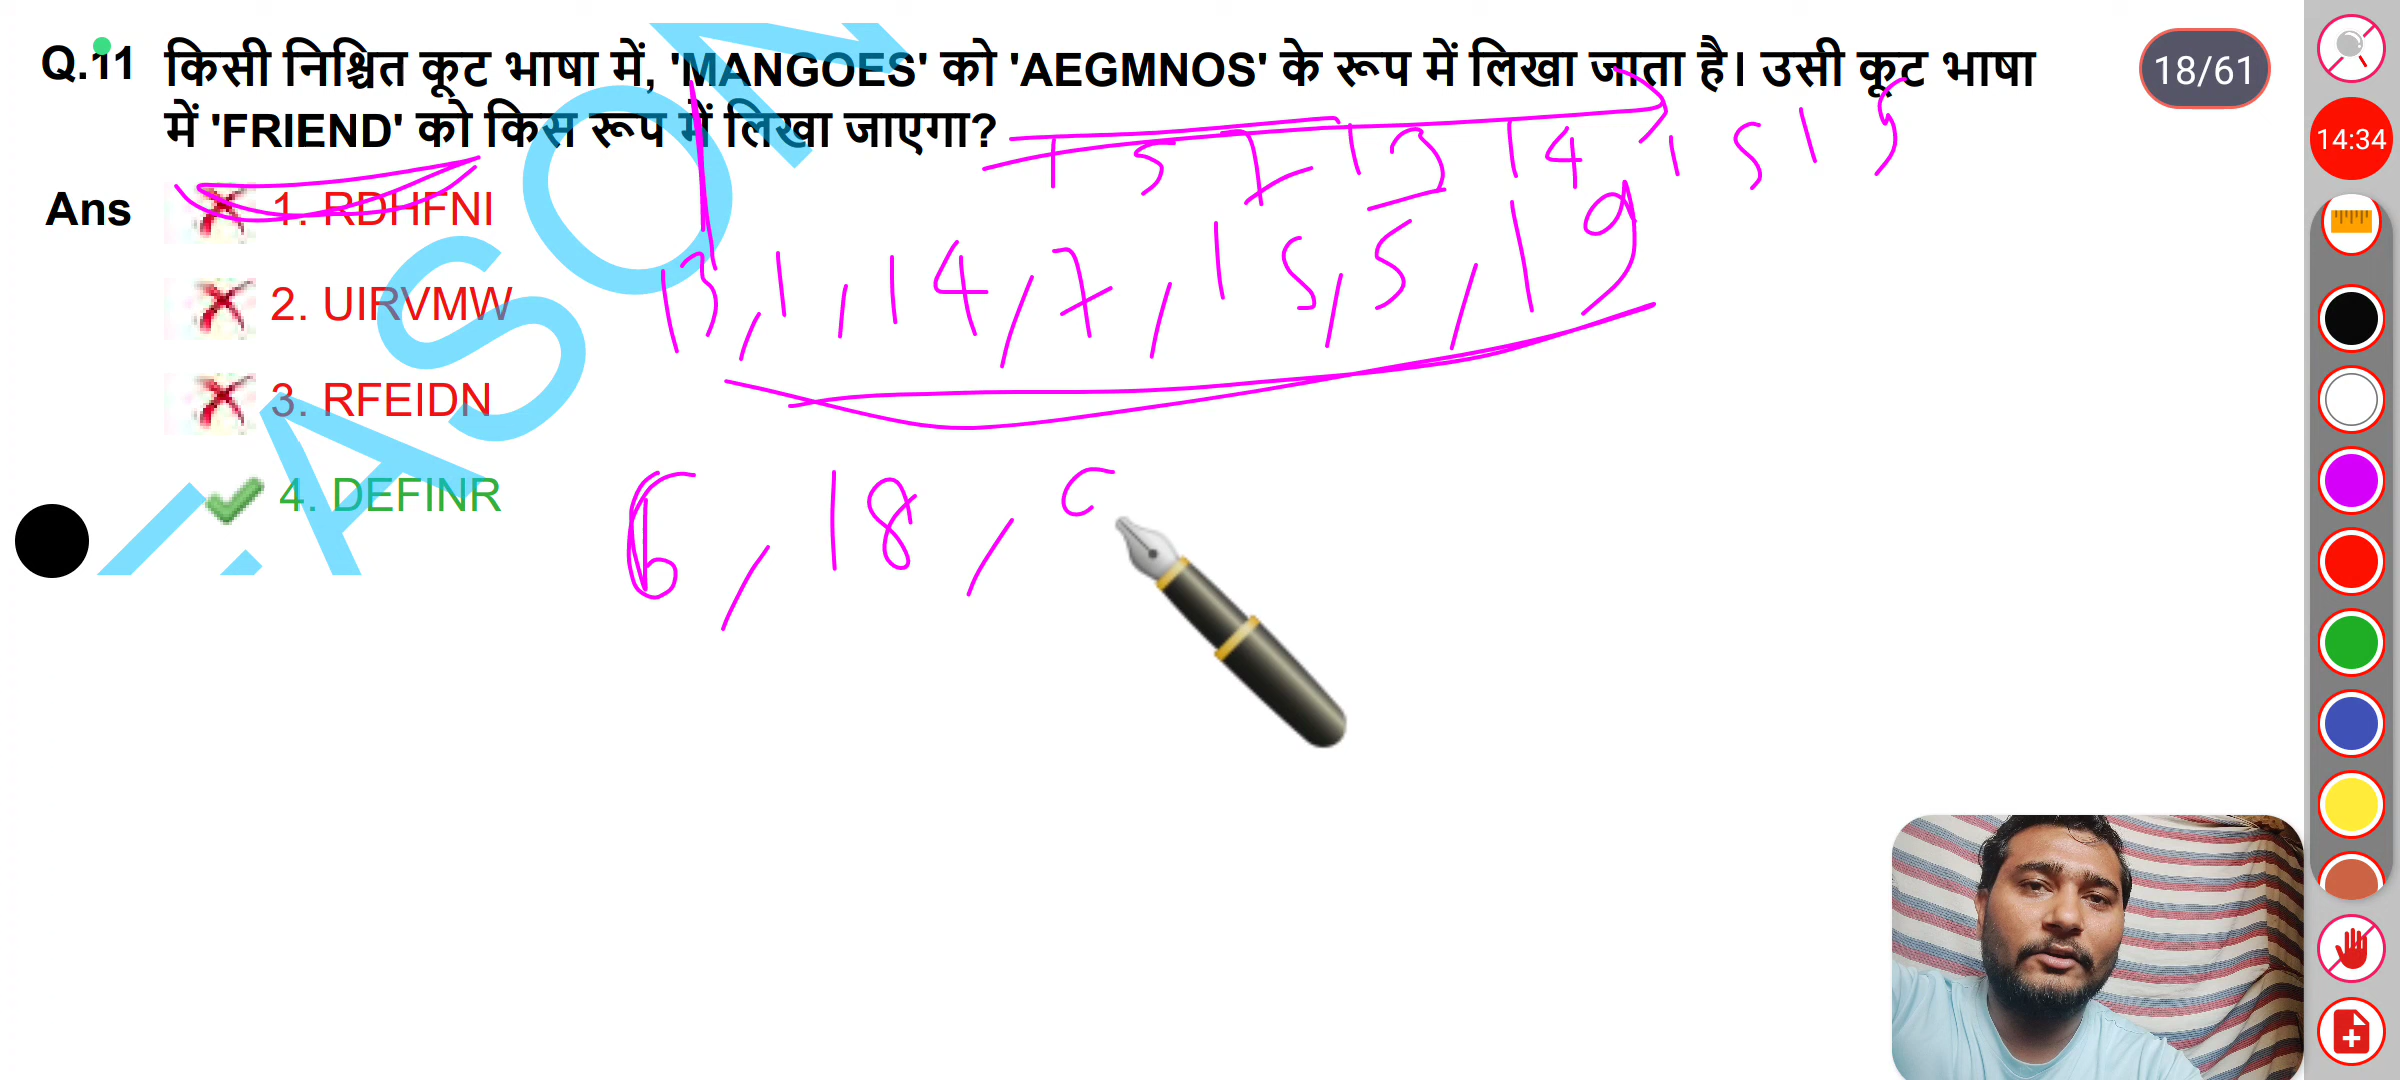 Q.11 किसी निश्चित कूट भाषा में, 'MANGOES' को 'AEGMNOS' के रूप में लिखा जाता है। उसी कूट भाषा
में 'FRIEND' को किस रूप में लिखा जाएगा?
18/61
14:34
1 5 7 13 14 15 19
Ans 1. RDHFNI
13, 1, 14, 7, 15, 5, 19
2. UIRVMW
3. RFEIDN
4. DEFINR
6, 18,